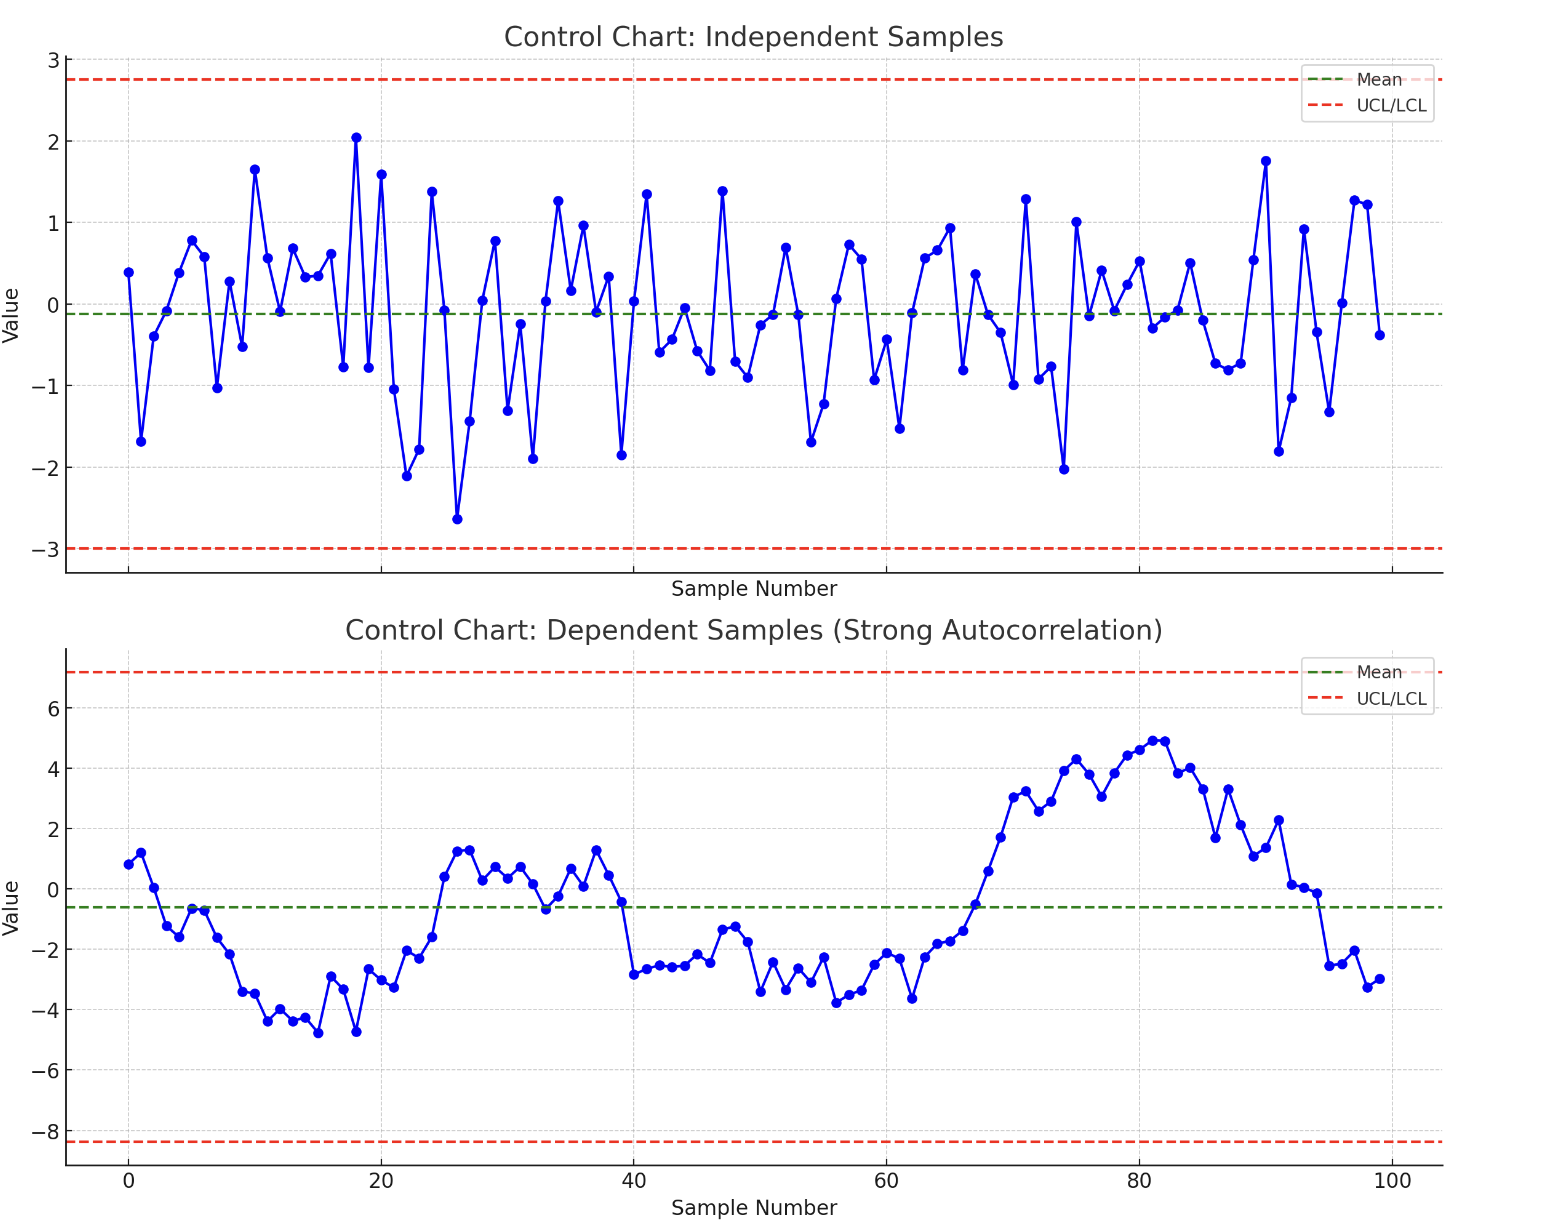 Control Chart: Independent Samples
3
2
1
0
−1
−2
−3
Value
Mean
UCL/LCL
Sample Number
Control Chart: Dependent Samples (Strong Autocorrelation)
6
4
2
0
−2
−4
−6
−8
Value
Mean
UCL/LCL
0 20 40 60 80 100
Sample Number